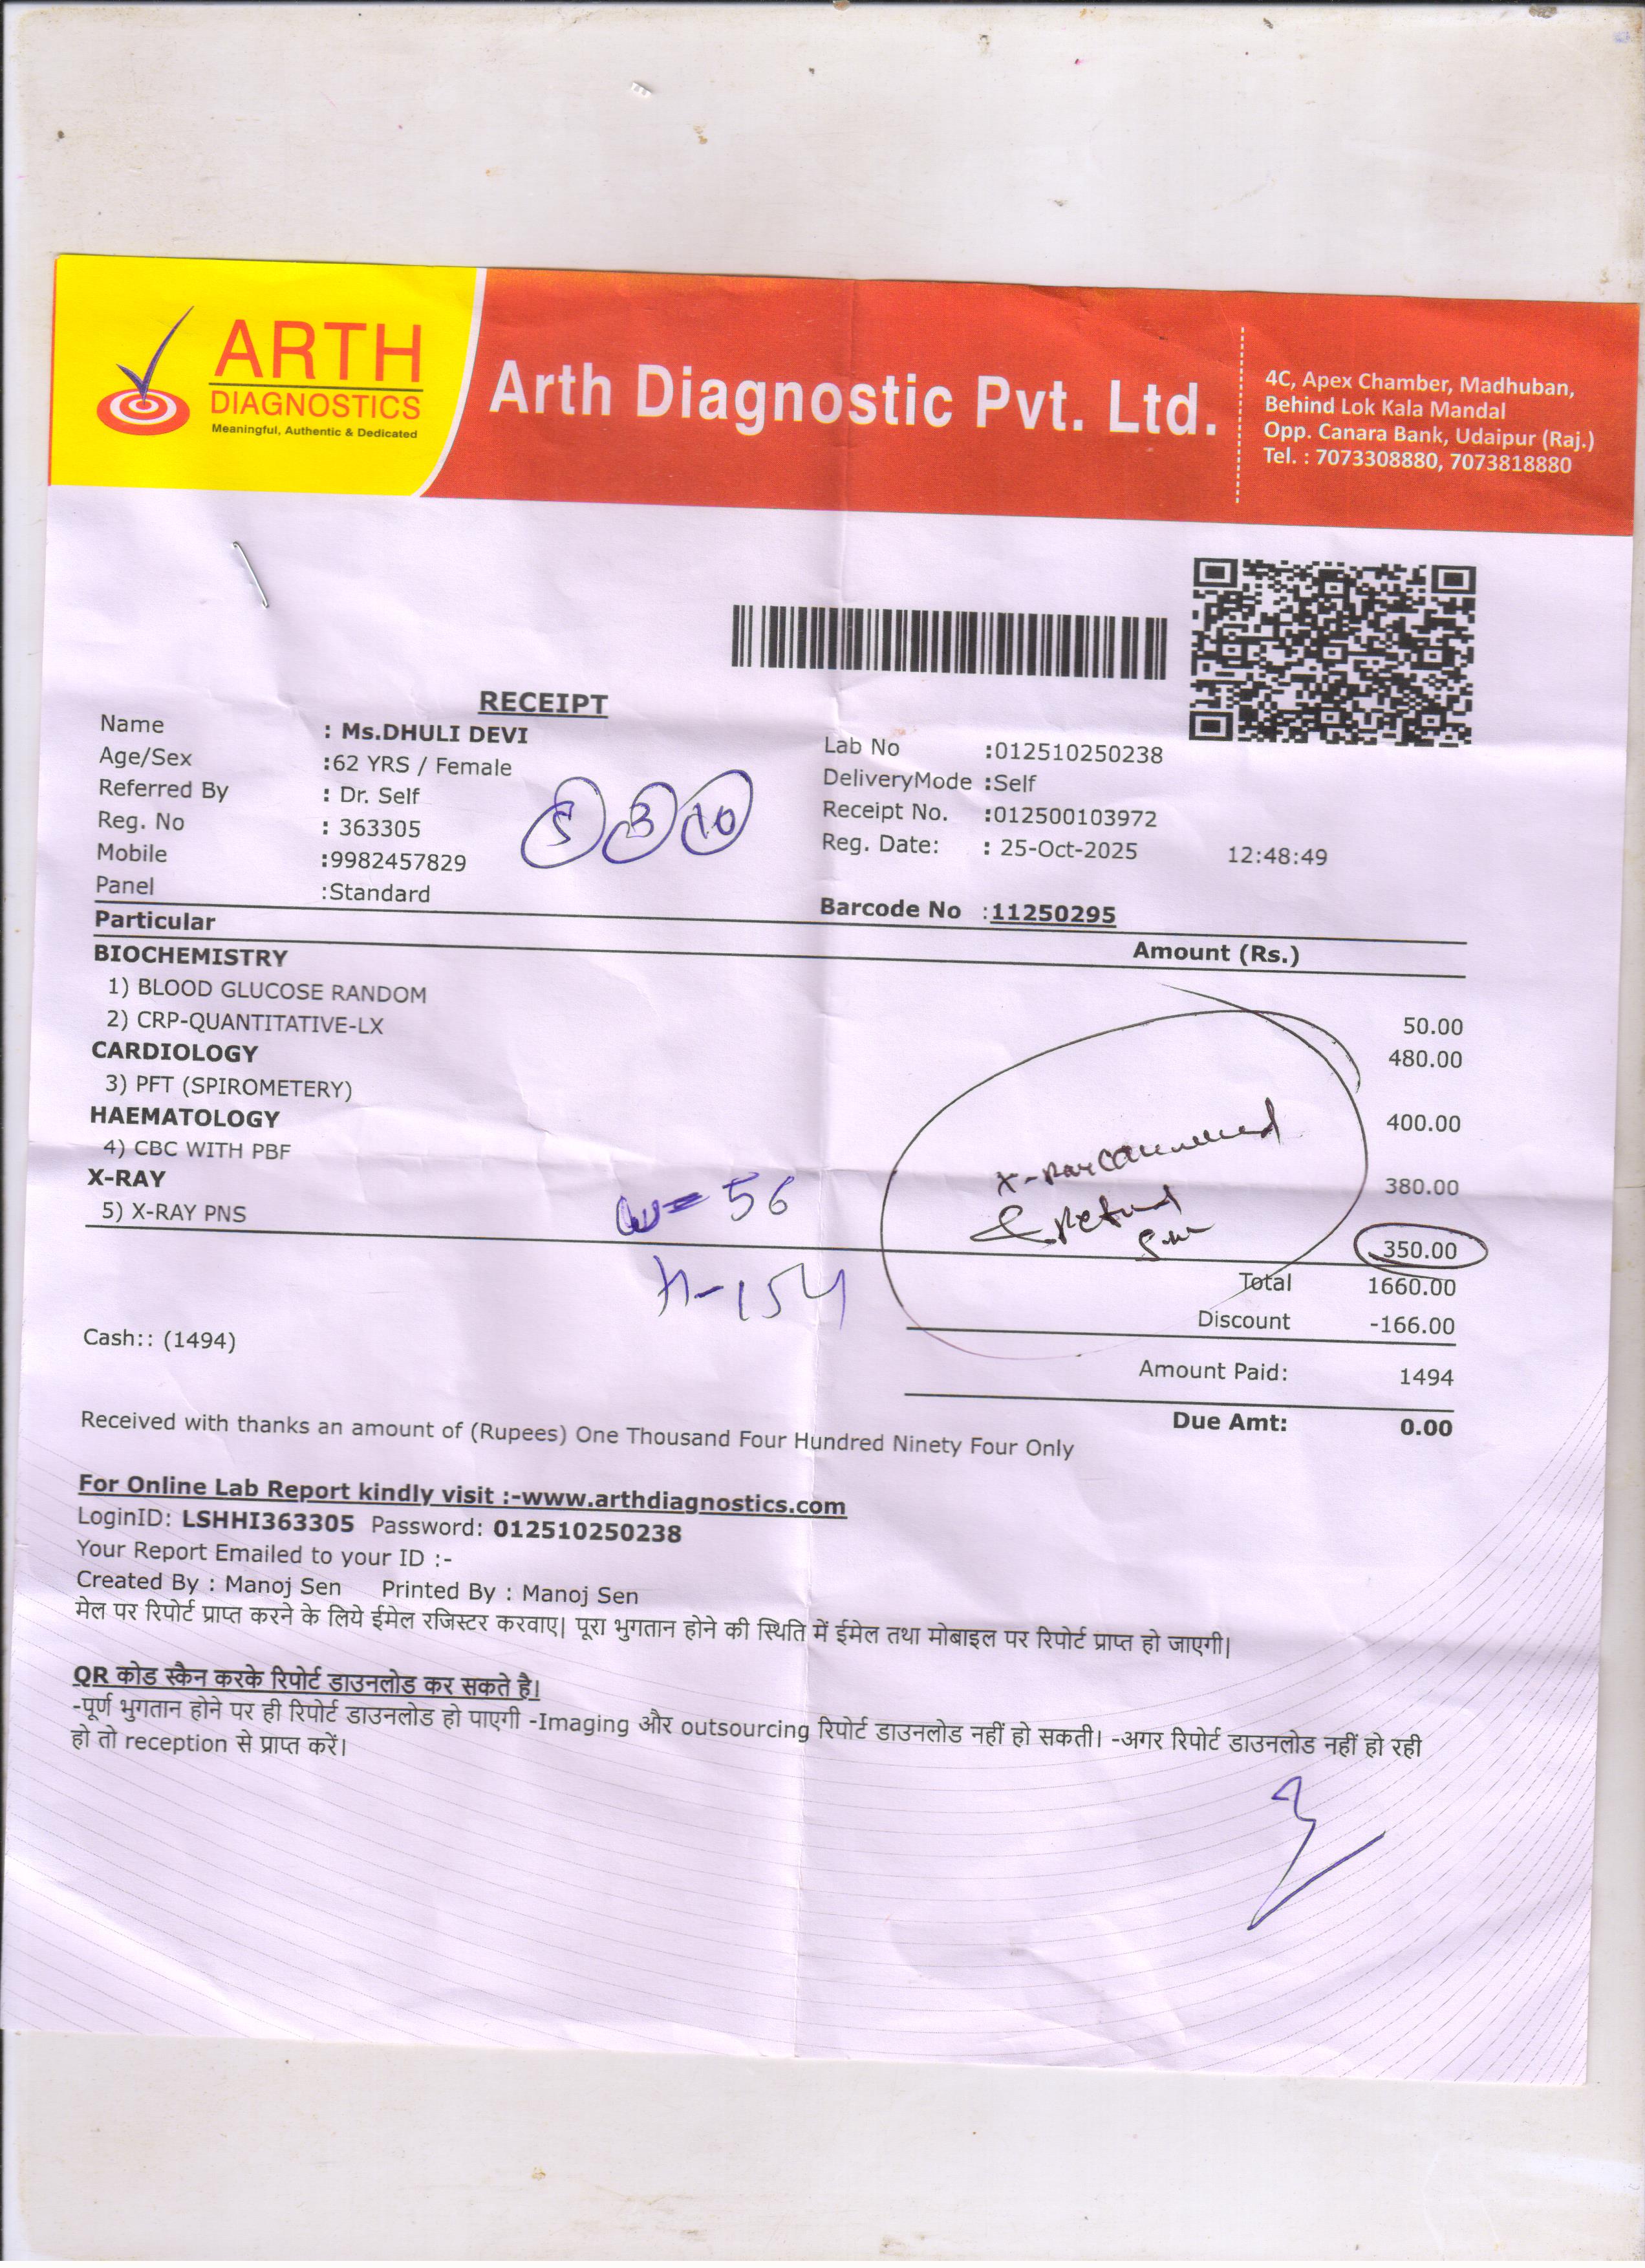 ARTH
DIAGNOSTICS
Meaningful, Authentic & Dedicated
Arth Diagnostic Pvt. Ltd.
4C, Apex Chamber, Madhuban,
Behind Lok Kala Mandal
Opp. Canara Bank, Udaipur (Raj.)
Tel. : 7073308880, 7073818880
RECEIPT
Name : Ms.DHULI DEVI
Age/Sex :62 YRS / Female
Referred By : Dr. Self
Reg. No : 363305
Mobile :9982457829
Panel :Standard
5 3 10
Lab No :012510250238
DeliveryMode :Self
Receipt No. :012500103972
Reg. Date: : 25-Oct-2025 12:48:49
Barcode No :11250295
Particular Amount (Rs.)
BIOCHEMISTRY
1) BLOOD GLUCOSE RANDOM 50.00
2) CRP-QUANTITATIVE-LX 480.00
CARDIOLOGY
3) PFT (SPIROMETERY) 400.00
HAEMATOLOGY
4) CBC WITH PBF 380.00
X-RAY
5) X-RAY PNS 350.00
W= 56
H-154
X-Ray
& Refund
Total 1660.00
Discount -166.00
Cash:: (1494)
Amount Paid: 1494
Due Amt: 0.00
Received with thanks an amount of (Rupees) One Thousand Four Hundred Ninety Four Only
For Online Lab Report kindly visit :-www.arthdiagnostics.com
LoginID: LSHHI363305 Password: 012510250238
Your Report Emailed to your ID :-
Created By : Manoj Sen Printed By : Manoj Sen
मेल पर रिपोर्ट प्राप्त करने के लिये ईमेल रजिस्टर करवाए| पूरा भुगतान होने की स्थिति में ईमेल तथा मोबाइल पर रिपोर्ट प्राप्त हो जाएगी|
QR कोड स्कैन करके रिपोर्ट डाउनलोड कर सकते है|
-पूर्ण भुगतान होने पर ही रिपोर्ट डाउनलोड हो पाएगी -Imaging और outsourcing रिपोर्ट डाउनलोड नहीं हो सकती। -अगर रिपोर्ट डाउनलोड नहीं हो रही
हो तो reception से प्राप्त करें।